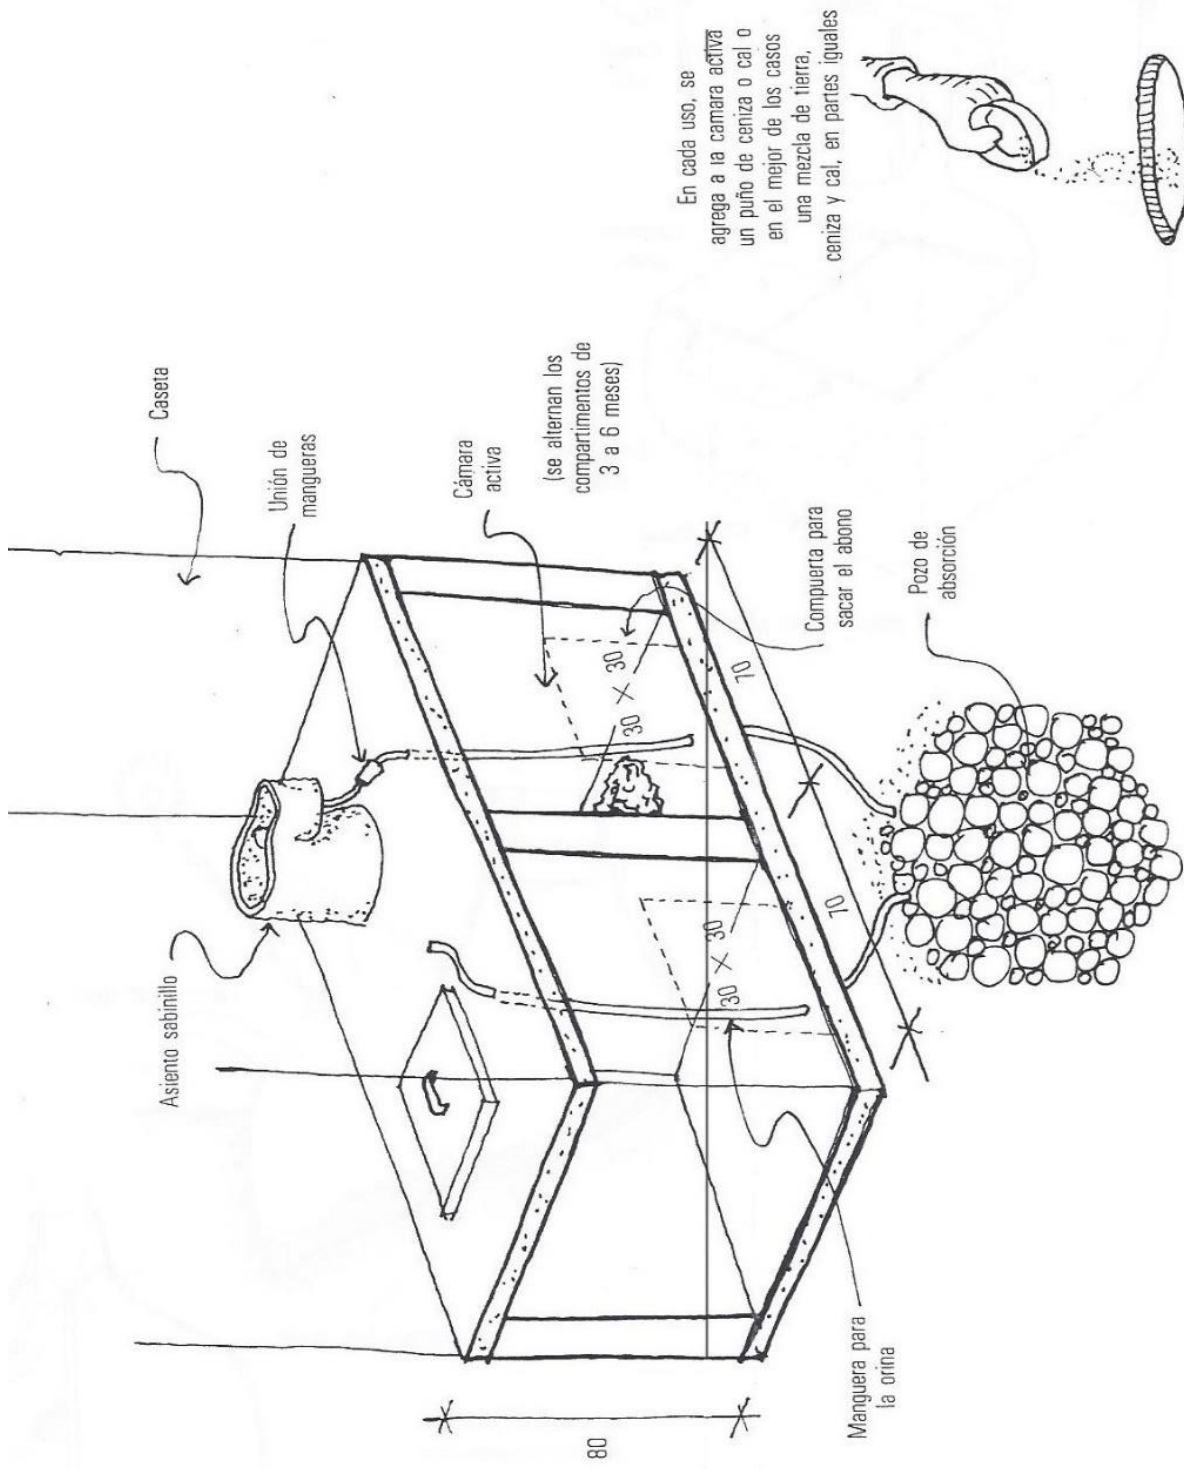 Caseta
Asiento sabinillo
Unión de
mangueras
Cámara
activa
(se alternan los
compartimentos de
3 a 6 meses)
En cada uso, se
agrega a la camara activa
un puño de ceniza o cal o
en el mejor de los casos
una mezcla de tierra,
ceniza y cal, en partes iguales
80
30 X 30
30 X 30
70
70
Compuerta para
sacar el abono
Pozo de
absorción
Manguera para
la orina